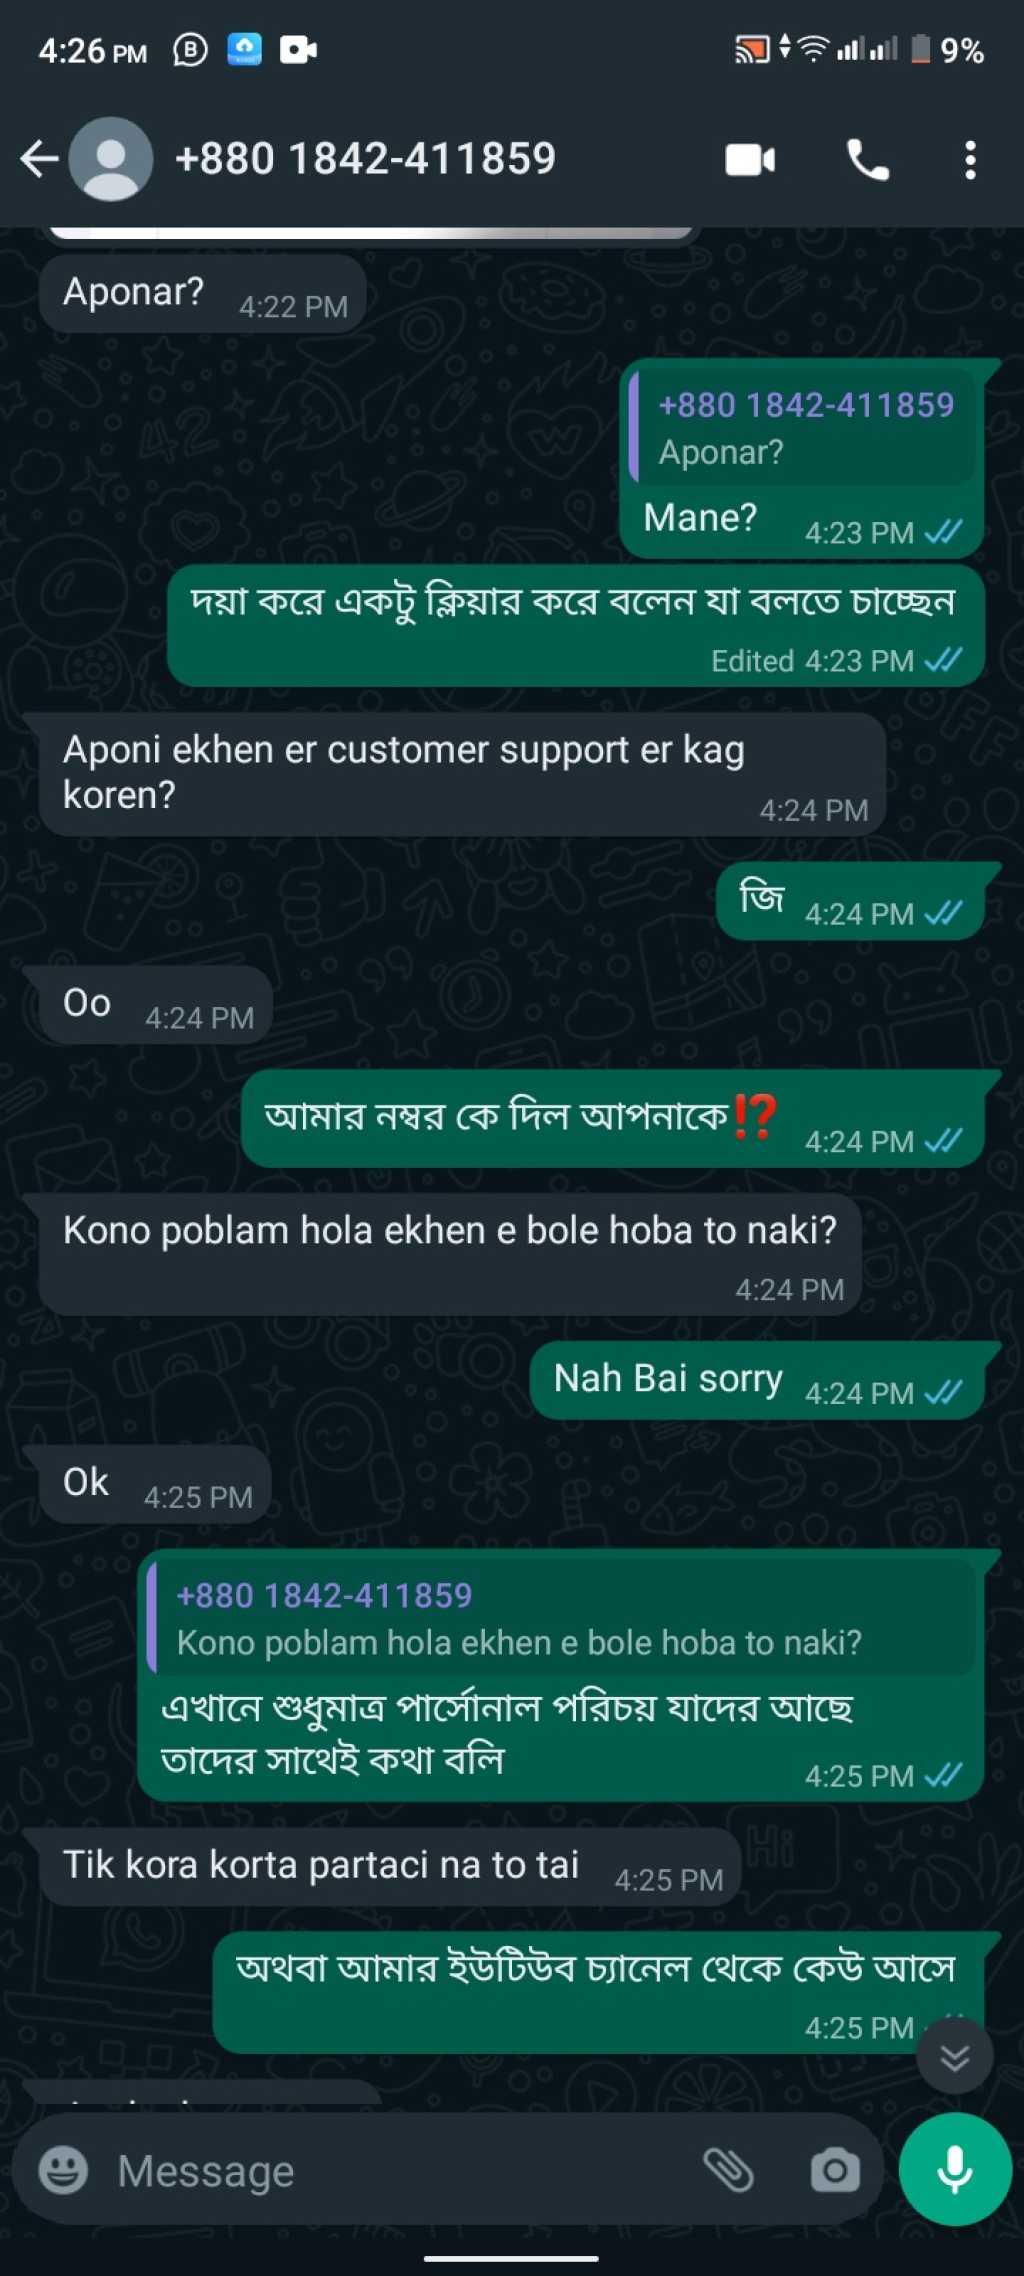 4:26 PM
9%
+880 1842-411859
Aponar? 4:22 PM
+880 1842-411859
Aponar?
Mane? 4:23 PM
দয়া করে একটু ক্লিয়ার করে বলেন যা বলতে চাচ্ছেন
Edited 4:23 PM
Aponi ekhen er customer support er kag
koren?
4:24 PM
জি 4:24 PM
Oo 4:24 PM
আমার নম্বর কে দিল আপনাকে⁉️ 4:24 PM
Kono poblam hola ekhen e bole hoba to naki?
4:24 PM
Nah Bai sorry 4:24 PM
Ok 4:25 PM
+880 1842-411859
Kono poblam hola ekhen e bole hoba to naki?
এখানে শুধুমাত্র পার্সোনাল পরিচয় যাদের আছে
তাদের সাথেই কথা বলি 4:25 PM
Tik kora korta partaci na to tai 4:25 PM
অথবা আমার ইউটিউব চ্যানেল থেকে কেউ আসে
4:25 PM
Message